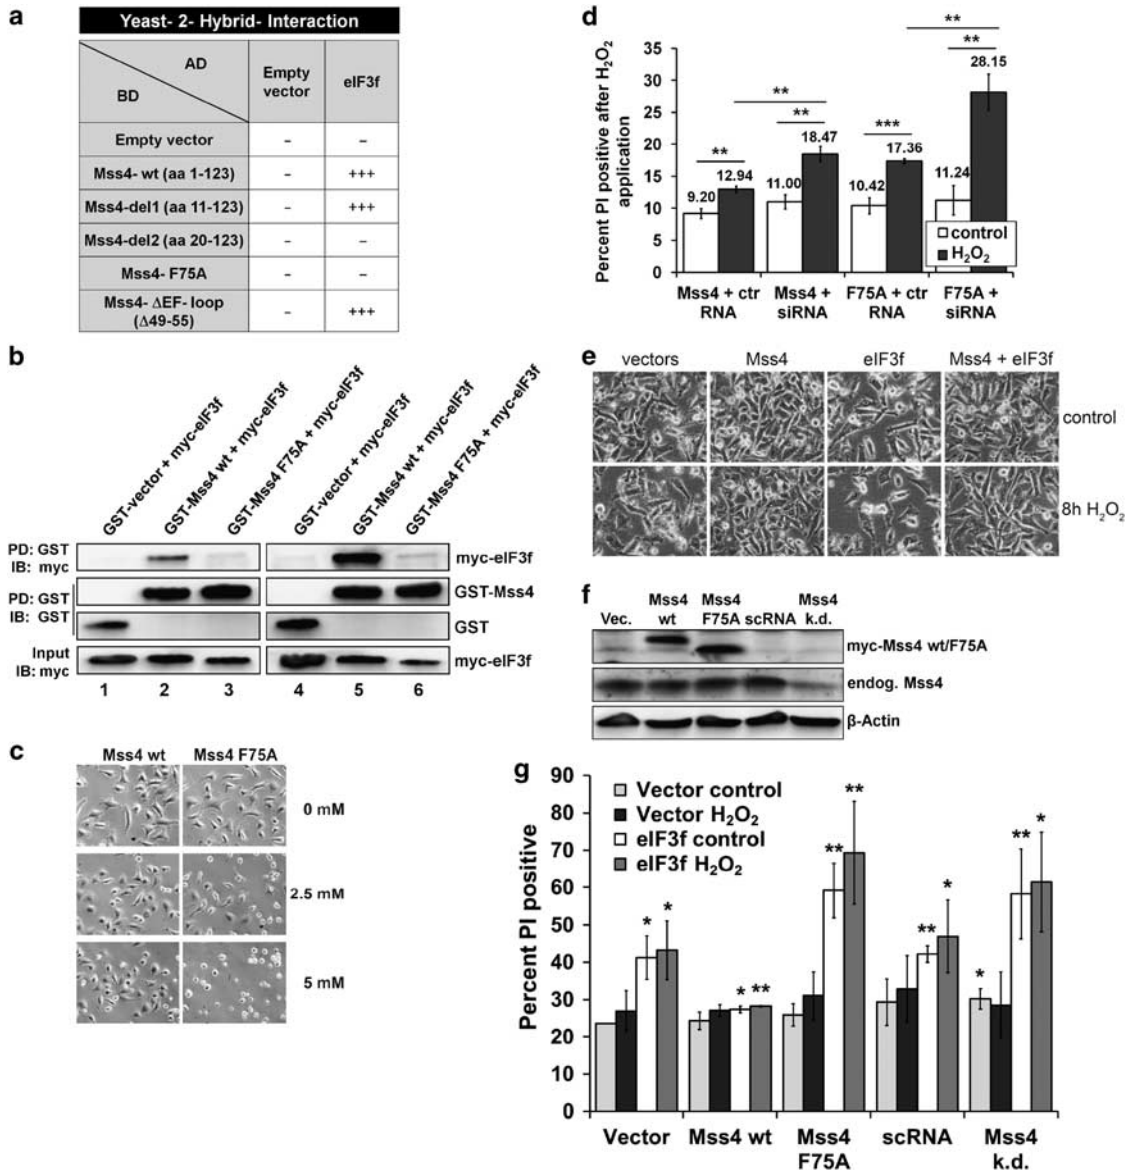 a
Yeast- 2- Hybrid- Interaction
AD
BD
Empty
vector
eIF3f
Empty vector
–
–
Mss4- wt (aa 1-123)
–
+++
Mss4-del1 (aa 11-123)
–
+++
Mss4-del2 (aa 20-123)
–
–
Mss4- F75A
–
–
Mss4- ΔEF- loop
(Δ49-55)
–
+++
b
GST-vector + myc-eIF3f
GST-Mss4 wt + myc-eIF3f
GST-Mss4 F75A + myc-eIF3f
GST-vector + myc-eIF3f
GST-Mss4 wt + myc-eIF3f
GST-Mss4 F75A + myc-eIF3f
PD: GST
IB: myc
myc-eIF3f
PD: GST
IB: GST
GST-Mss4
GST
Input
IB: myc
myc-eIF3f
1 2 3 4 5 6
c
Mss4 wt Mss4 F75A
0 mM
2.5 mM
5 mM
d
Percent PI positive after H₂O₂
application
35
30
25
20
15
10
5
0
**
**
**
**
***
**
9.20
12.94
11.00
18.47
10.42
17.36
11.24
28.15
control
H₂O₂
Mss4 + ctr
RNA
Mss4 +
siRNA
F75A + ctr
RNA
F75A +
siRNA
e
vectors Mss4 eIF3f Mss4 + eIF3f
control
8h H₂O₂
f
Vec.
Mss4
wt
Mss4
F75A
scRNA
Mss4
k.d.
myc-Mss4 wt/F75A
endog. Mss4
β-Actin
g
Percent PI positive
90
80
70
60
50
40
30
20
10
0
Vector control
Vector H₂O₂
eIF3f control
eIF3f H₂O₂
*
*
*
**
**
**
**
*
*
**
*
Vector
Mss4 wt
Mss4
F75A
scRNA
Mss4
k.d.